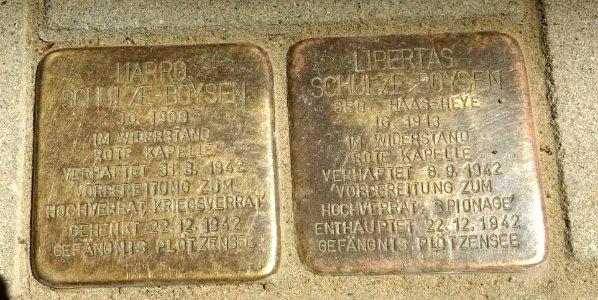 HARRO
SCHULZE-BOYSEN
JG. 1909
IM WIDERSTAND
ROTE KAPELLE
VERHAFTET 31.8.1942
VORBEREITUNG ZUM
HOCHVERRAT, KRIEGSVERRAT
GEHENKT 22.12.1942
GEFÄNGNIS PLÖTZENSEE
LIBERTAS
SCHULZE-BOYSEN
GEB. HAAS-HEYE
JG. 1913
IM WIDERSTAND
ROTE KAPELLE
VERHAFTET 8.9.1942
VORBEREITUNG ZUM
HOCHVERRAT, SPIONAGE
ENTHAUPTET 22.12.1942
GEFÄNGNIS PLÖTZENSEE